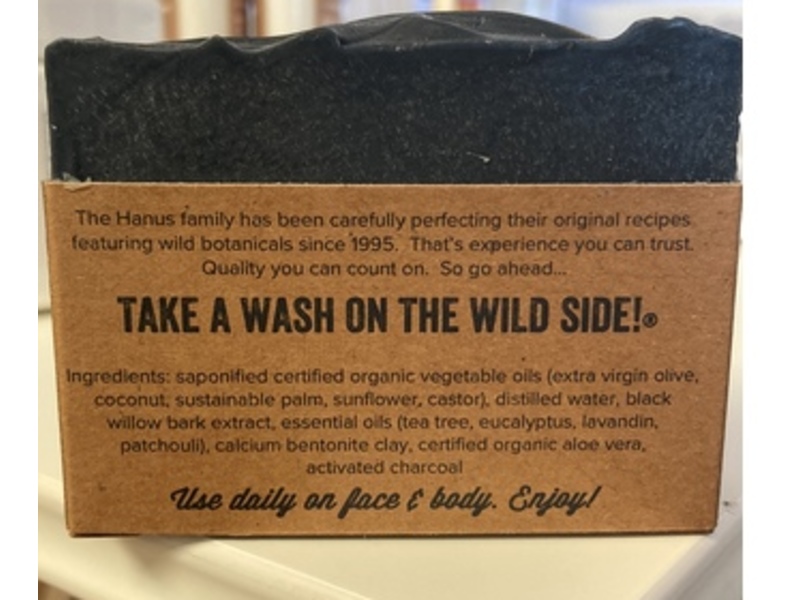 The Hanus family has been carefully perfecting their original recipes
featuring wild botanicals since 1995. That's experience you can trust.
Quality you can count on. So go ahead...
TAKE A WASH ON THE WILD SIDE!®
Ingredients: saponified certified organic vegetable oils (extra virgin olive,
coconut, sustainable palm, sunflower, castor), distilled water, black
willow bark extract, essential oils (tea tree, eucalyptus, lavandin,
patchouli), calcium bentonite clay, certified organic aloe vera,
activated charcoal
Use daily on face & body. Enjoy!